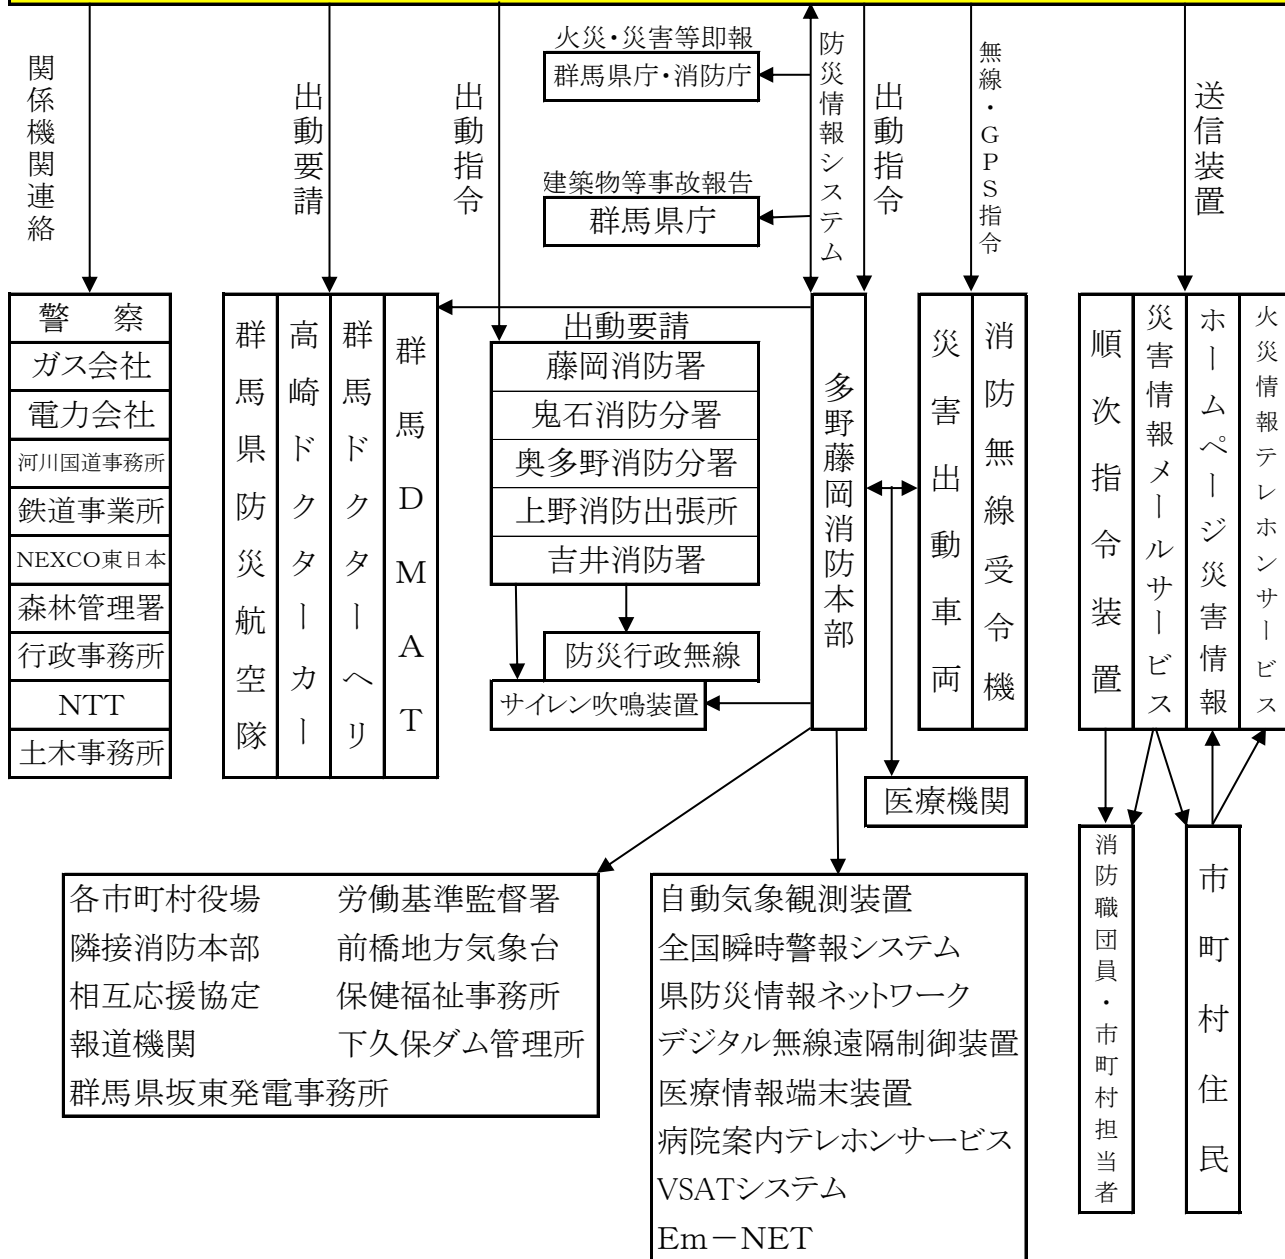 関係機関連絡
出動要請
出動指令
火災・災害等即報
群馬県庁・消防庁
建築物等事故報告
群馬県庁
防災情報システム
出動指令
無線・GPS指令
送信装置
警　察
ガス会社
電力会社
河川国道事務所
鉄道事業所
NEXCO東日本
森林管理署
行政事務所
NTT
土木事務所
群馬県防災航空隊
高崎ドクターカー
群馬ドクターヘリ
群馬DMAT
出動要請
藤岡消防署
鬼石消防分署
奥多野消防分署
上野消防出張所
吉井消防署
防災行政無線
サイレン吹鳴装置
多野藤岡消防本部
災害出動車両
消防無線受令機
医療機関
順次指令装置
災害情報メールサービス
ホームページ災害情報
火災情報テレホンサービス
消防職団員・市町村担当者
市町村住民
各市町村役場　労働基準監督署
隣接消防本部　前橋地方気象台
相互応援協定　保健福祉事務所
報道機関　下久保ダム管理所
群馬県坂東発電事務所
自動気象観測装置
全国瞬時警報システム
県防災情報ネットワーク
デジタル無線遠隔制御装置
医療情報端末装置
病院案内テレホンサービス
VSATシステム
Em－NET